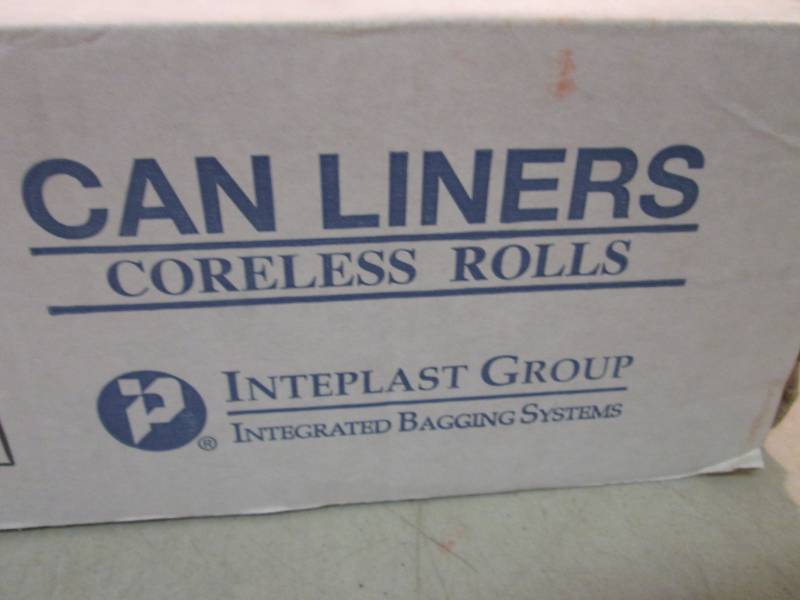 CAN LINERS
CORELESS ROLLS
INTEPLAST GROUP
®
INTEGRATED BAGGING SYSTEMS